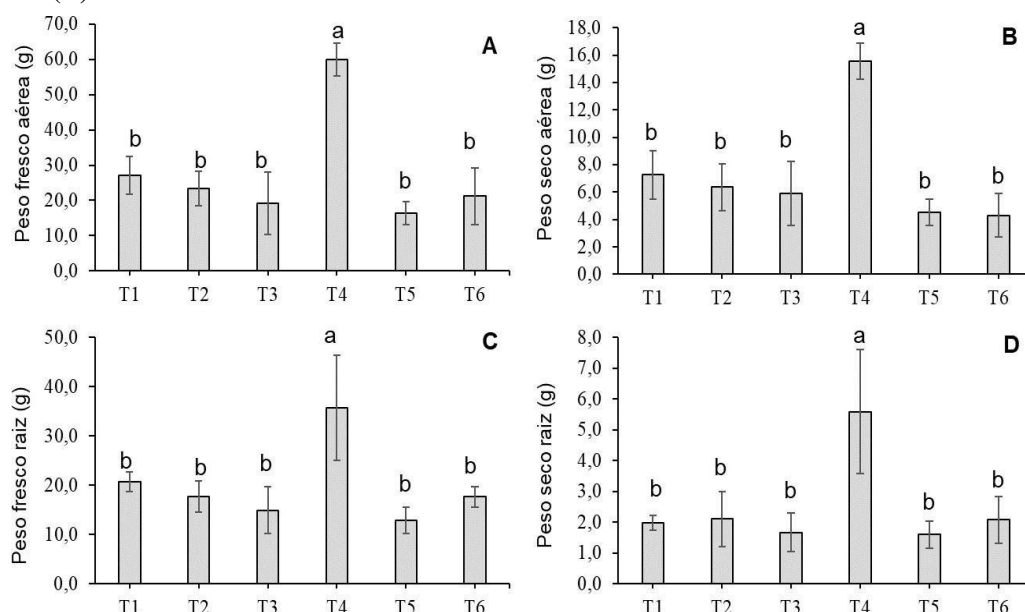 Peso fresco aérea (g)
70,0
60,0
50,0
40,0
30,0
20,0
10,0
0,0
A
b
b
b
a
b
b
T1 T2 T3 T4 T5 T6
Peso seco aérea (g)
18,0
16,0
14,0
12,0
10,0
8,0
6,0
4,0
2,0
0,0
B
b
b
b
a
b
b
T1 T2 T3 T4 T5 T6
Peso fresco raiz (g)
50,0
40,0
30,0
20,0
10,0
0,0
C
b
b
b
a
b
b
T1 T2 T3 T4 T5 T6
Peso seco raiz (g)
8,0
7,0
6,0
5,0
4,0
3,0
2,0
1,0
0,0
D
b
b
b
a
b
b
T1 T2 T3 T4 T5 T6